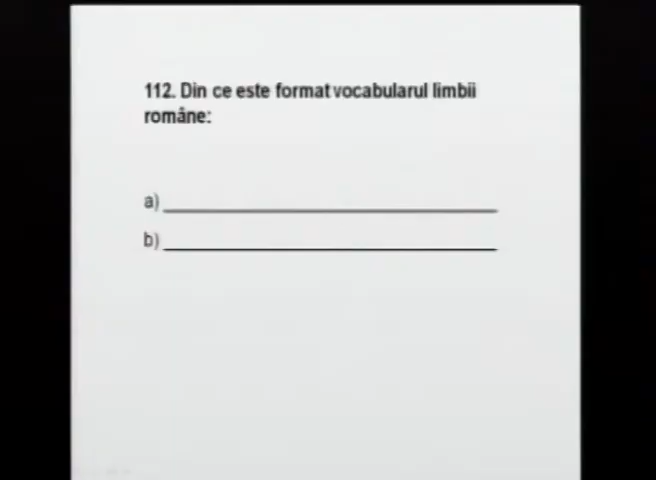 112. Din ce este format vocabularul limbii
române:
a)
b)